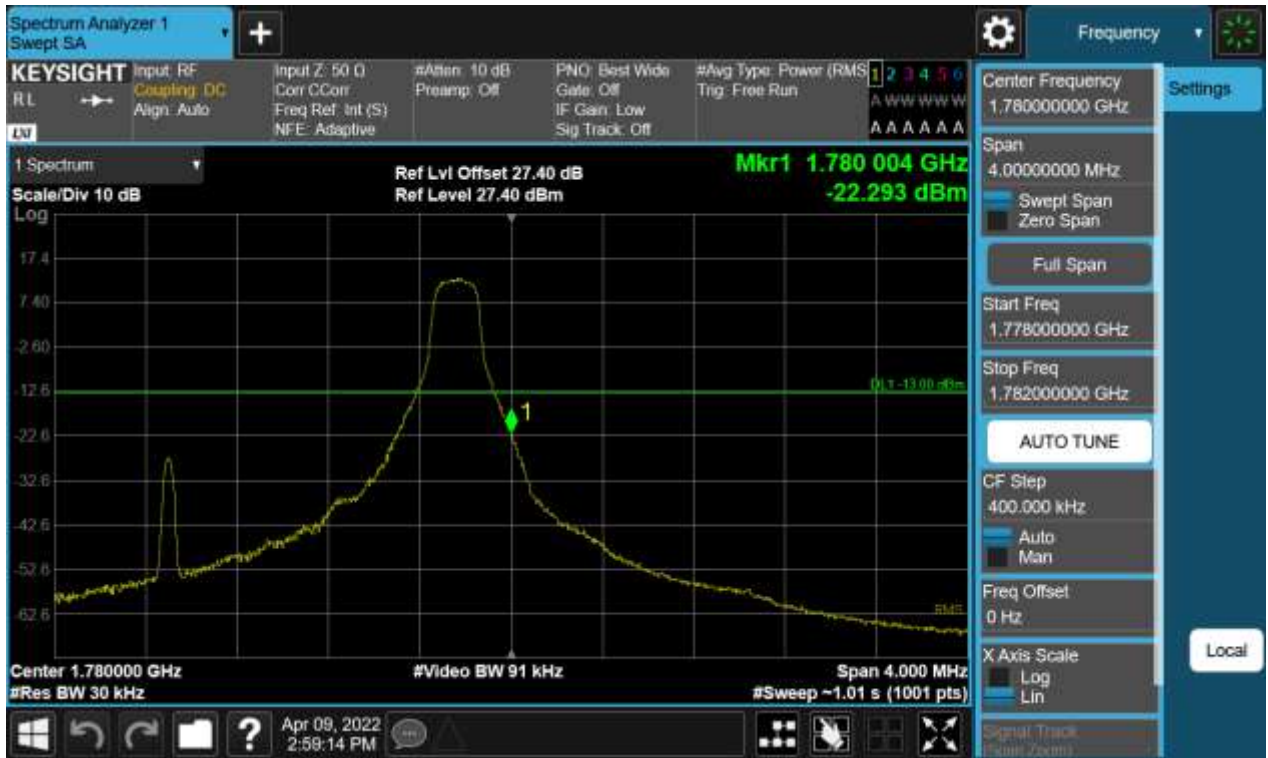 Spectrum Analyzer 1
Swept SA
+
Frequency
KEYSIGHT
RL
LXI
Input: RF
Coupling: DC
Align: Auto
Input Z: 50 Ω
Corr CCorr
Freq Ref: Int (S)
NFE: Adaptive
#Atten: 10 dB
Preamp: Off
PNO: Best Wide
Gate: Off
IF Gain: Low
Sig Track: Off
#Avg Type: Power (RMS
Trig: Free Run
1 2 3 4 5 6
A W W W W W
A A A A A A
1 Spectrum
Scale/Div 10 dB
Log
Ref Lvl Offset 27.40 dB
Ref Level 27.40 dBm
Mkr1 1.780 004 GHz
-22.293 dBm
17.4
7.40
-2.60
-12.6
-22.6
-32.6
-42.6
-52.6
-62.6
DL1 -13.00 dBm
1
RMS
Center 1.780000 GHz
#Res BW 30 kHz
#Video BW 91 kHz
Span 4.000 MHz
#Sweep ~1.01 s (1001 pts)
Center Frequency
1.780000000 GHz
Settings
Span
4.00000000 MHz
Swept Span
Zero Span
Full Span
Start Freq
1.778000000 GHz
Stop Freq
1.782000000 GHz
AUTO TUNE
CF Step
400.000 kHz
Auto
Man
Freq Offset
0 Hz
X Axis Scale
Log
Lin
Local
Signal Track
(Span Zoom)
?
Apr 09, 2022
2:59:14 PM